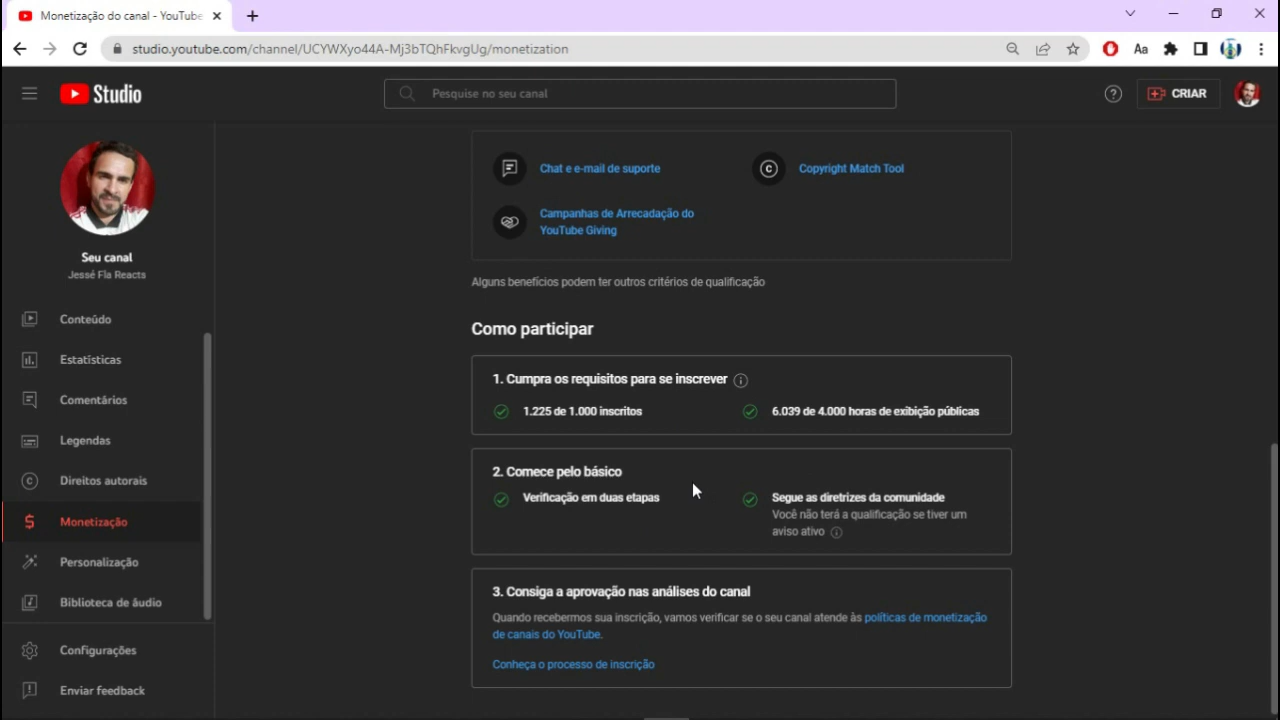 Monetização do canal - YouTube
studio.youtube.com/channel/UCYWXyo44A-Mj3bTQhFkvgUg/monetization
Aa
Studio
Pesquise no seu canal
CRIAR
Seu canal
Jessé Fla Reacts
Conteúdo
Estatísticas
Comentários
Legendas
Direitos autorais
Monetização
Personalização
Biblioteca de áudio
Configurações
Enviar feedback
Chat e e-mail de suporte
Copyright Match Tool
Campanhas de Arrecadação do
YouTube Giving
Alguns benefícios podem ter outros critérios de qualificação
Como participar
1. Cumpra os requisitos para se inscrever
1.225 de 1.000 inscritos
6.039 de 4.000 horas de exibição públicas
2. Comece pelo básico
Verificação em duas etapas
Segue as diretrizes da comunidade
Você não terá a qualificação se tiver um
aviso ativo
3. Consiga a aprovação nas análises do canal
Quando recebermos sua inscrição, vamos verificar se o seu canal atende às políticas de monetização
de canais do YouTube.
Conheça o processo de inscrição